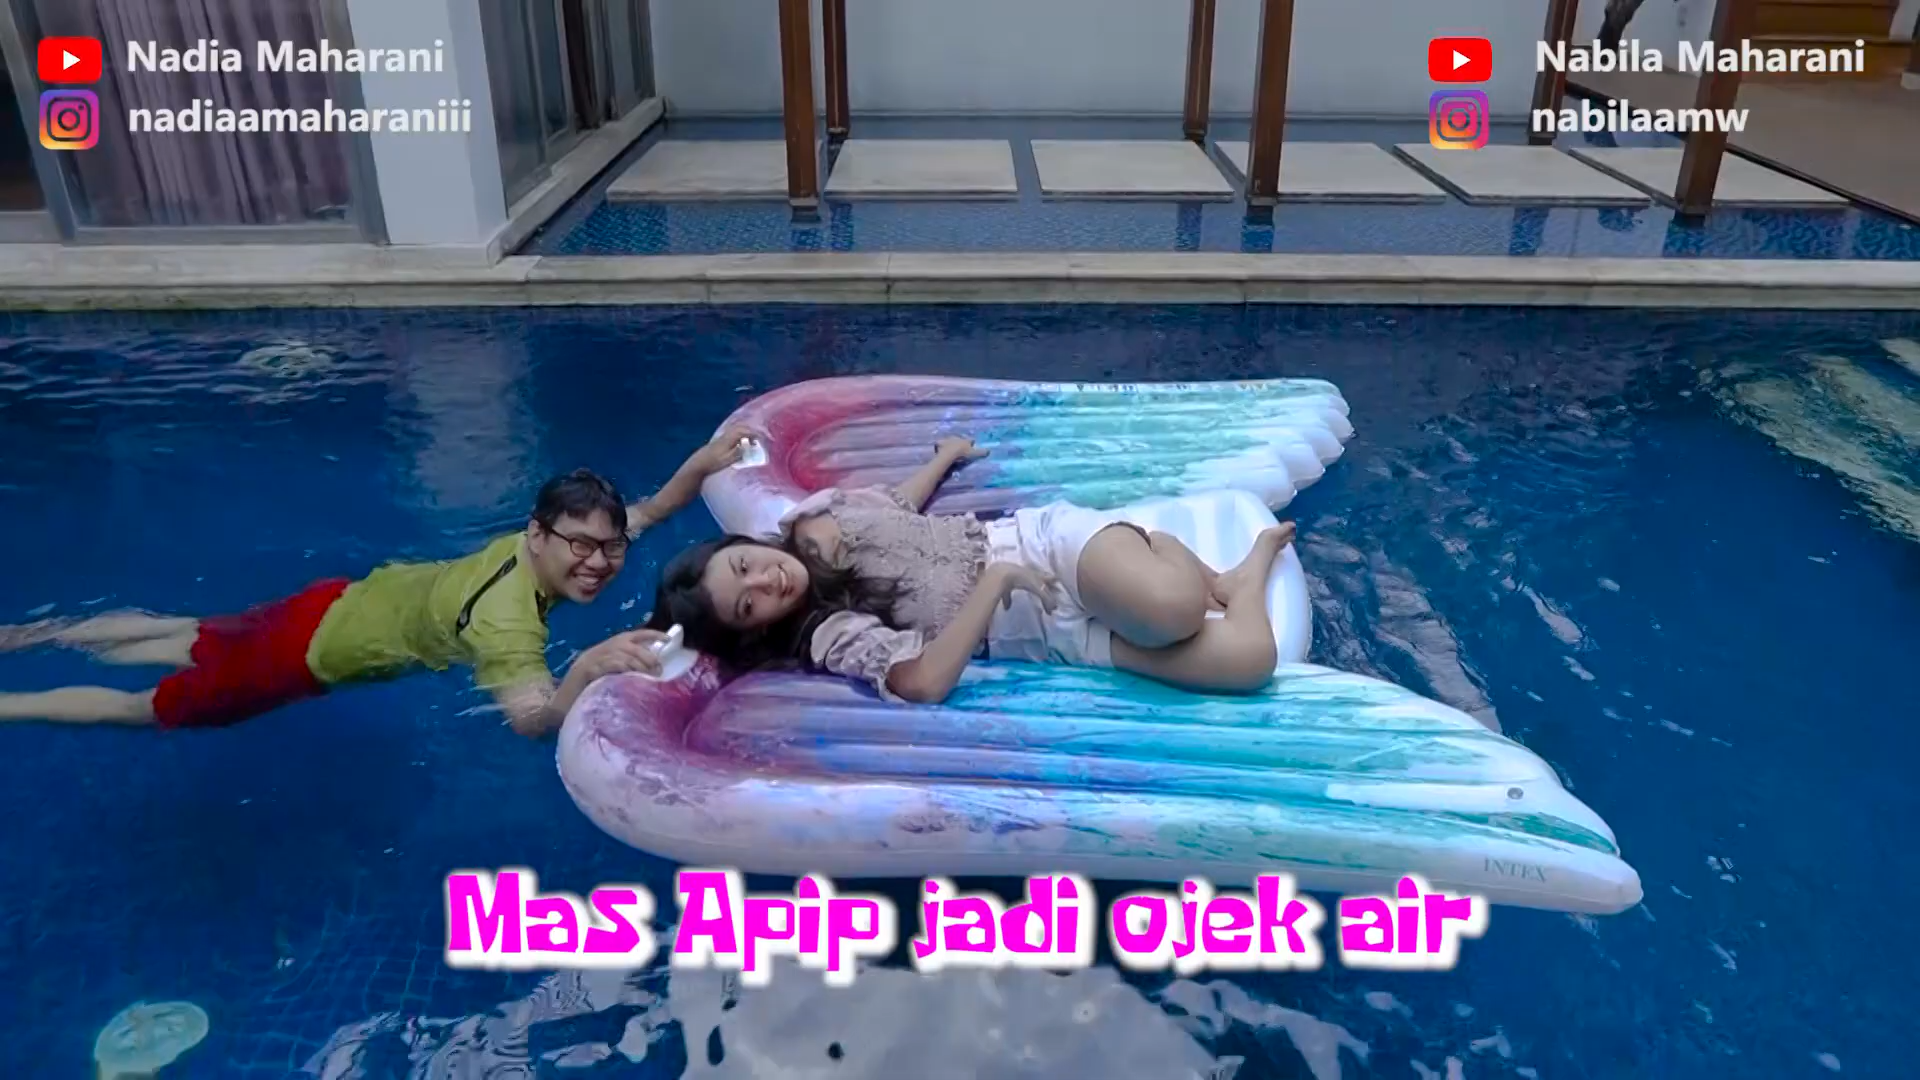 Nadia Maharani
nadiaamaharaniii
Nabila Maharani
nabilaamw
INTEX
Mas Apip jadi ojek air